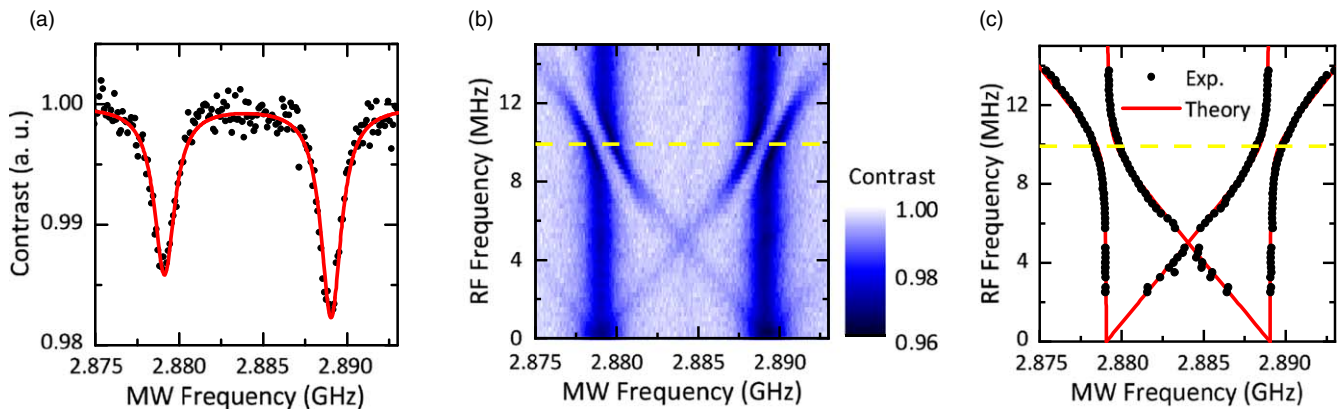 (a)
Contrast (a. u.)
1.00
0.99
0.98
2.875 2.880 2.885 2.890
MW Frequency (GHz)
(b)
RF Frequency (MHz)
12
8
4
0
2.875 2.880 2.885 2.890
MW Frequency (GHz)
Contrast
1.00
0.98
0.96
(c)
Exp.
Theory
RF Frequency (MHz)
12
8
4
0
2.875 2.880 2.885 2.890
MW Frequency (GHz)